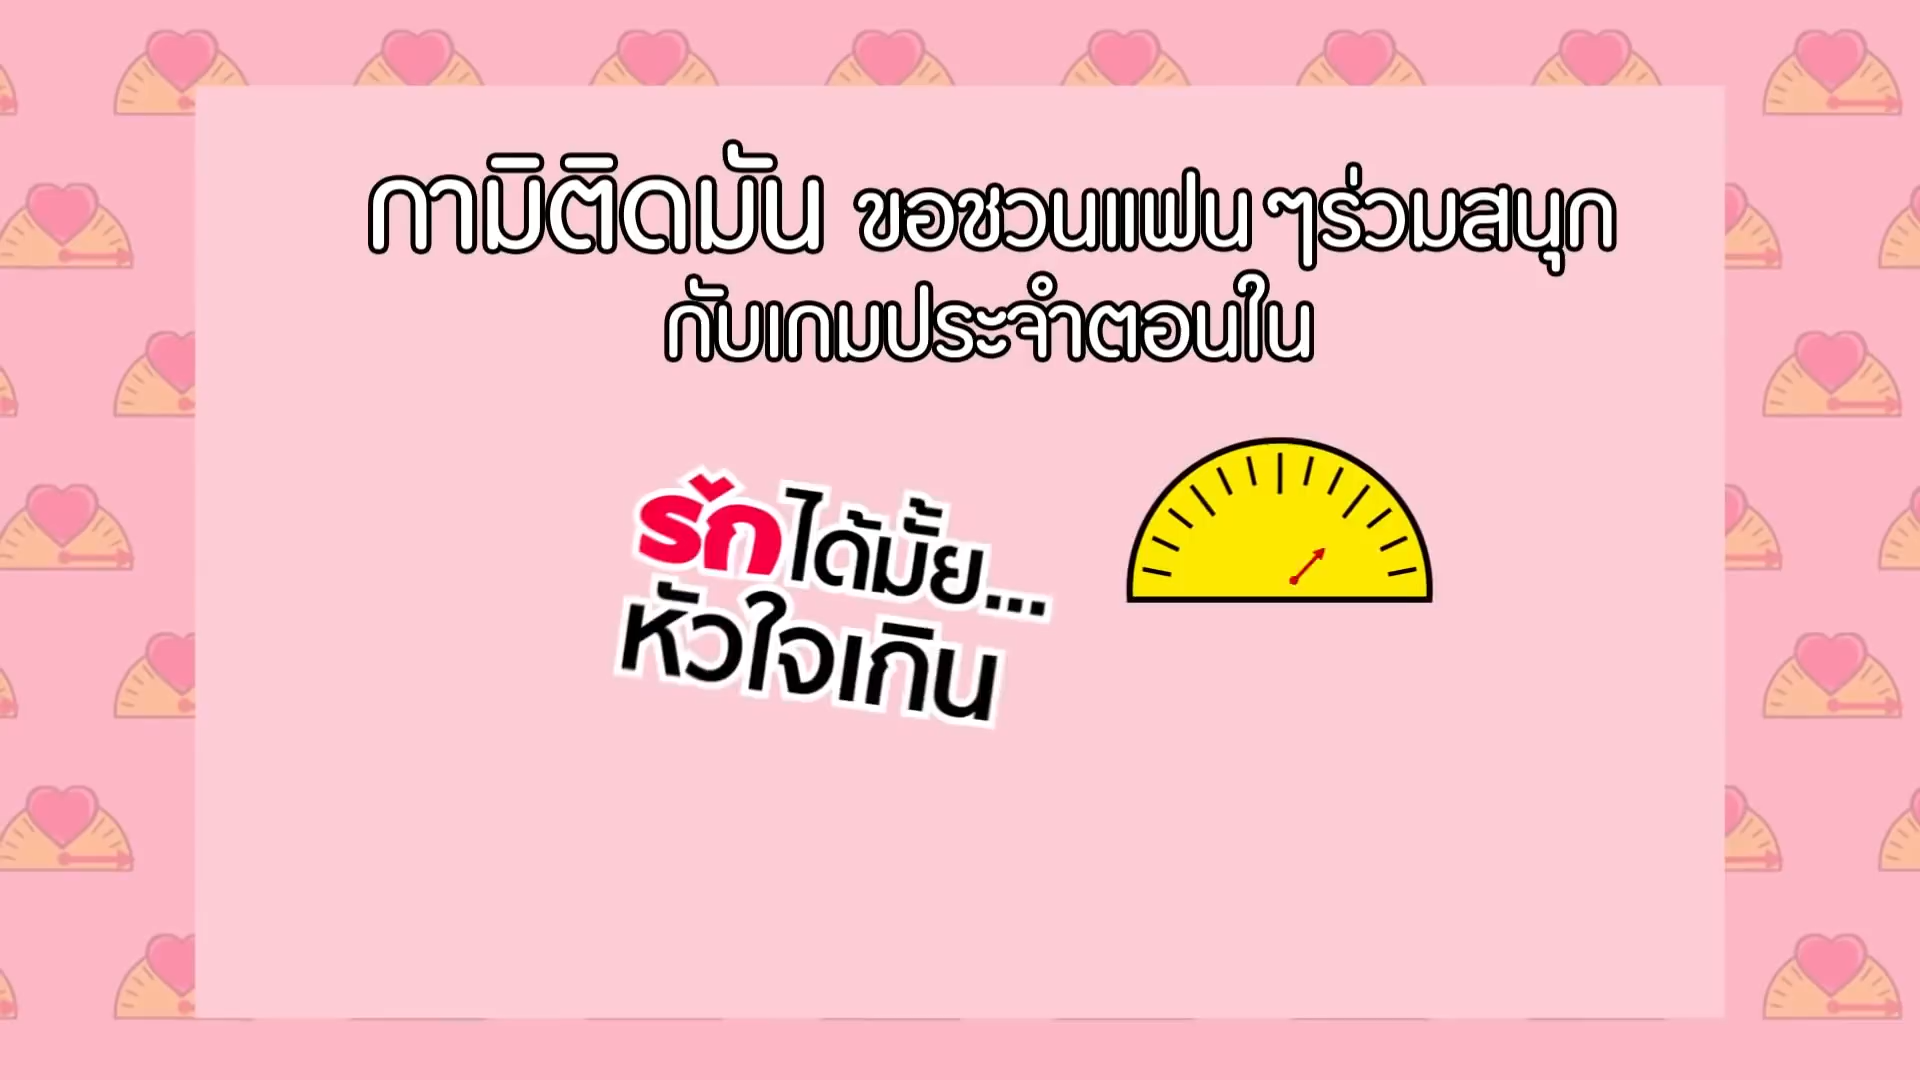 กามิติดมัน ขอชวนแฟนๆร่วมสนุก
กับเกมประจำตอนใน
รักได้มั้ย...
หัวใจเกิน